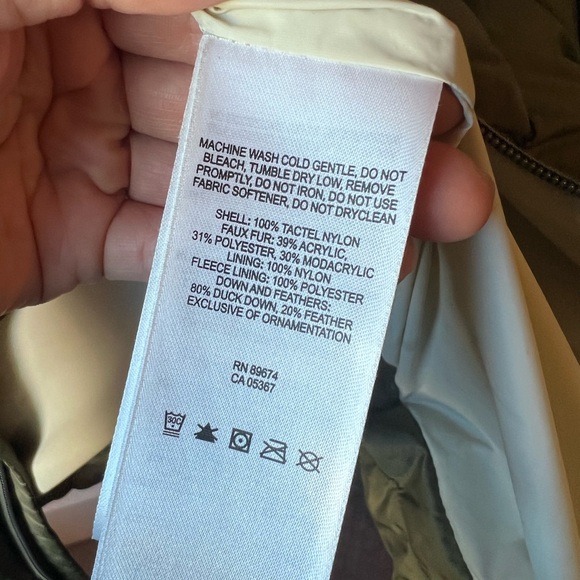 MACHINE WASH COLD GENTLE, DO NOT
BLEACH, TUMBLE DRY LOW, REMOVE
PROMPTLY, DO NOT IRON, DO NOT USE
FABRIC SOFTENER, DO NOT DRYCLEAN
SHELL: 100% TACTEL NYLON
FAUX FUR: 39% ACRYLIC,
31% POLYESTER, 30% MODACRYLIC
LINING: 100% NYLON
FLEECE LINING: 100% POLYESTER
DOWN AND FEATHERS:
80% DUCK DOWN, 20% FEATHER
EXCLUSIVE OF ORNAMENTATION
RN 89674
CA 05367
30C